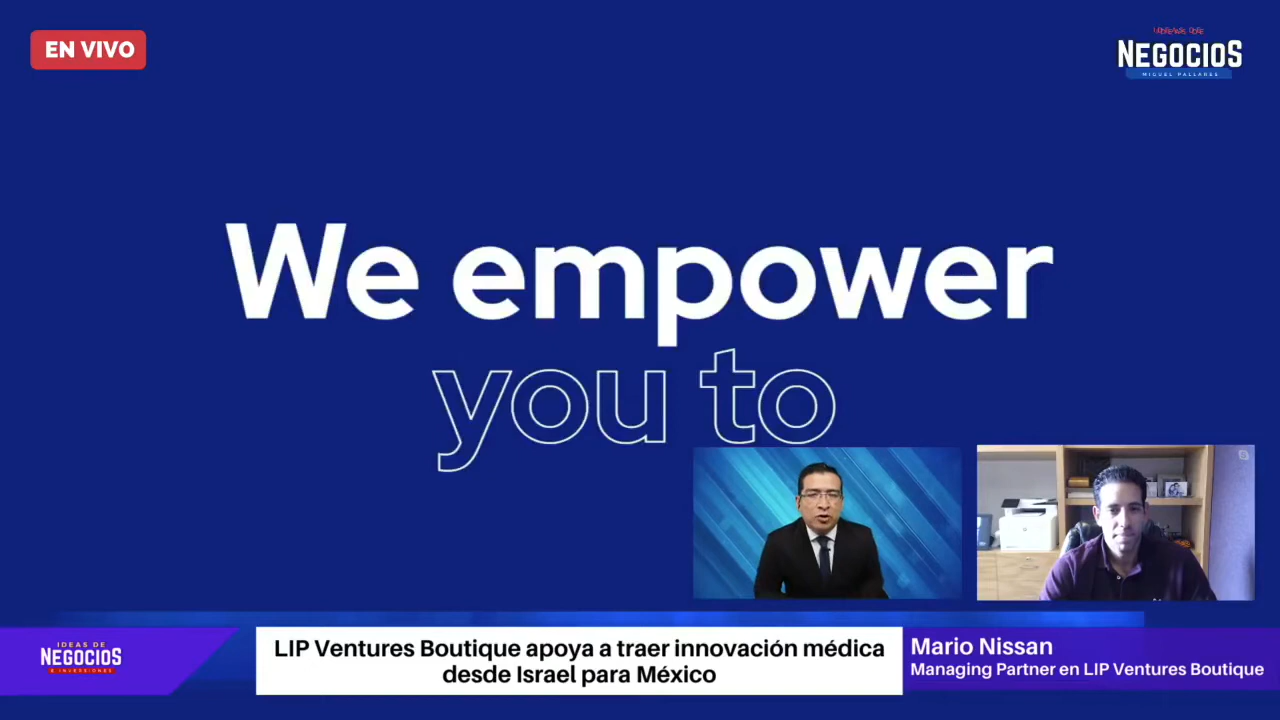 EN VIVO
NEGOCIOS
MIGUEL PALLARES
We empower
you to
IDEAS DE
NEGOCIOS
E INVERSIONES
LIP Ventures Boutique apoya a traer innovación médica
desde Israel para México
Mario Nissan
Managing Partner en LIP Ventures Boutique